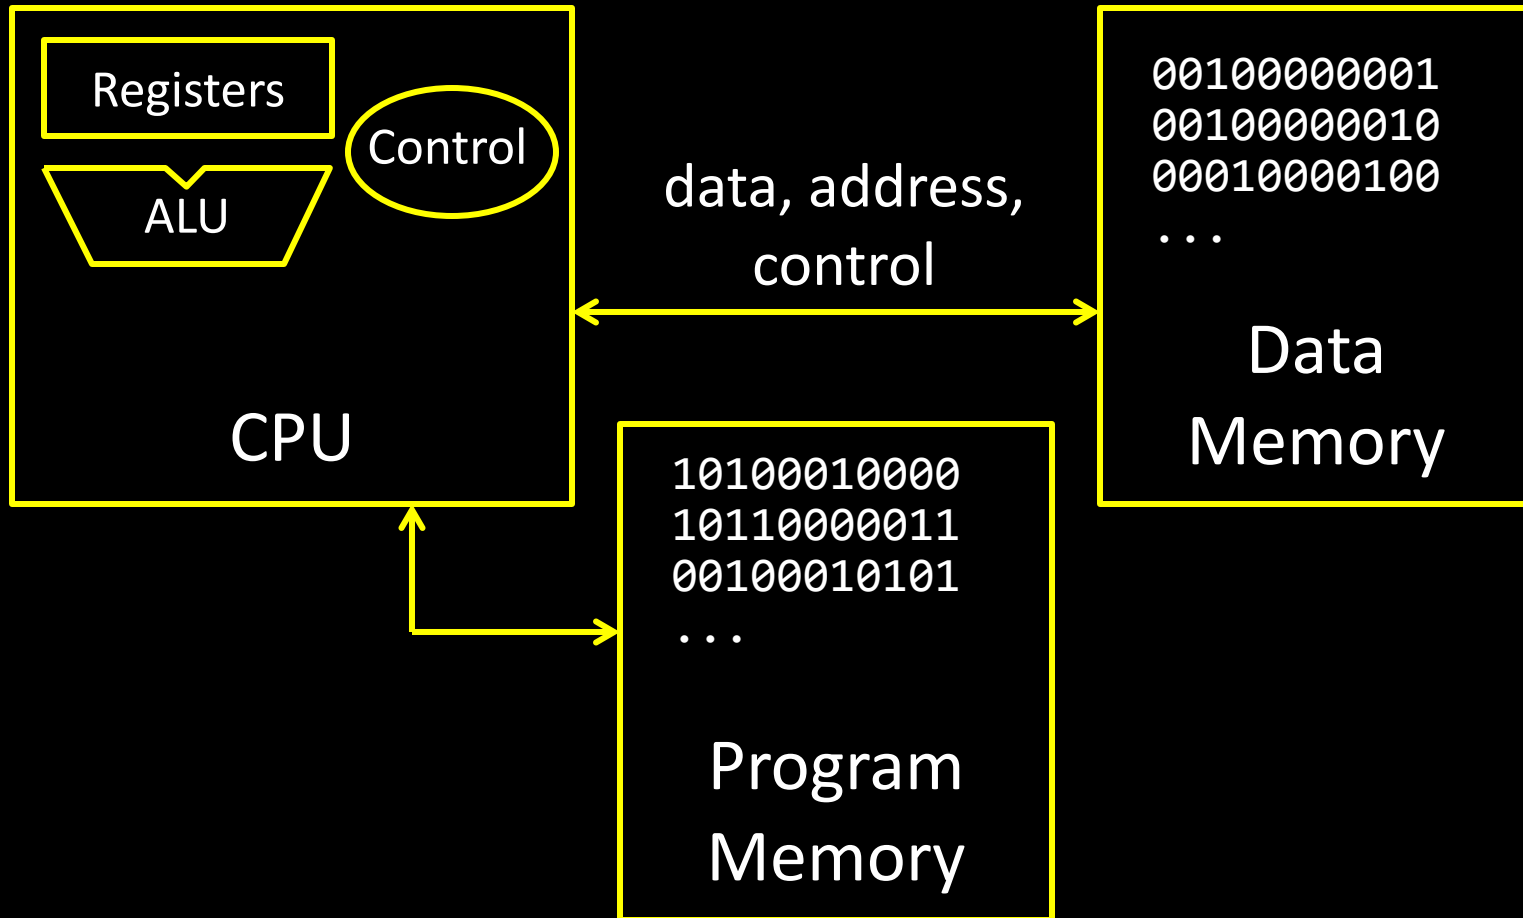 Registers
Control
ALU
CPU
data, address,
control
00100000001
00100000010
00010000100
...
Data
Memory
10100010000
10110000011
00100010101
...
Program
Memory